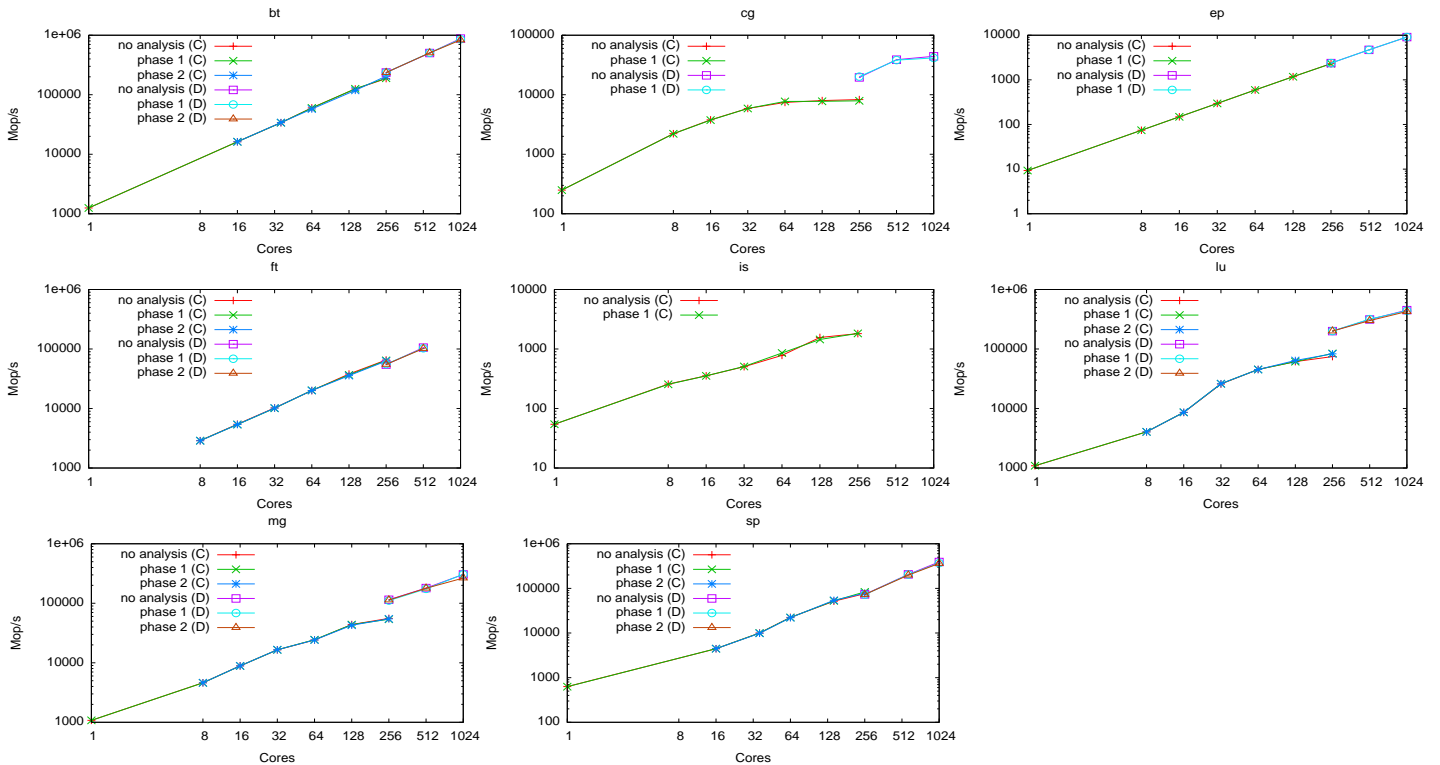 bt
Mop/s
1e+06
100000
10000
1000
no analysis (C)
phase 1 (C)
phase 2 (C)
no analysis (D)
phase 1 (D)
phase 2 (D)
1 8 16 32 64 128 256 512 1024
Cores
cg
Mop/s
100000
10000
1000
100
no analysis (C)
phase 1 (C)
no analysis (D)
phase 1 (D)
1 8 16 32 64 128 256 512 1024
Cores
ep
Mop/s
10000
1000
100
10
1
no analysis (C)
phase 1 (C)
no analysis (D)
phase 1 (D)
1 8 16 32 64 128 256 512 1024
Cores
ft
Mop/s
1e+06
100000
10000
1000
no analysis (C)
phase 1 (C)
phase 2 (C)
no analysis (D)
phase 1 (D)
phase 2 (D)
1 8 16 32 64 128 256 512 1024
Cores
is
Mop/s
10000
1000
100
10
no analysis (C)
phase 1 (C)
1 8 16 32 64 128 256 512 1024
Cores
lu
Mop/s
1e+06
100000
10000
1000
no analysis (C)
phase 1 (C)
phase 2 (C)
no analysis (D)
phase 1 (D)
phase 2 (D)
1 8 16 32 64 128 256 512 1024
Cores
mg
Mop/s
1e+06
100000
10000
1000
no analysis (C)
phase 1 (C)
phase 2 (C)
no analysis (D)
phase 1 (D)
phase 2 (D)
1 8 16 32 64 128 256 512 1024
Cores
sp
Mop/s
1e+06
100000
10000
1000
100
no analysis (C)
phase 1 (C)
phase 2 (C)
no analysis (D)
phase 1 (D)
phase 2 (D)
1 8 16 32 64 128 256 512 1024
Cores